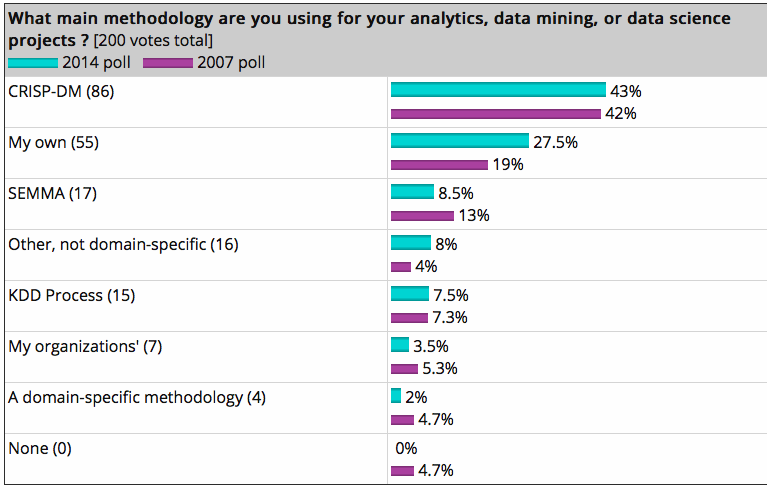 What main methodology are you using for your analytics, data mining, or data science
projects ? [200 votes total]
2014 poll 2007 poll
CRISP-DM (86)
43%
42%
My own (55)
27.5%
19%
SEMMA (17)
8.5%
13%
Other, not domain-specific (16)
8%
4%
KDD Process (15)
7.5%
7.3%
My organizations' (7)
3.5%
5.3%
A domain-specific methodology (4)
2%
4.7%
None (0)
0%
4.7%